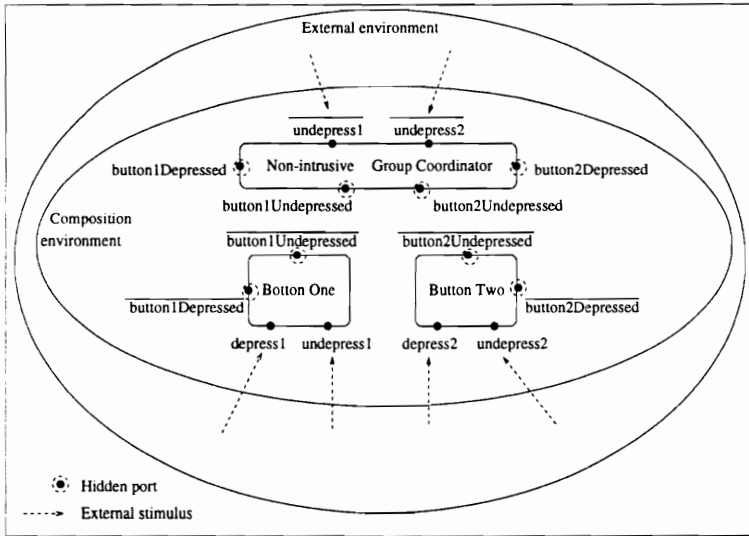 External environment
undepress1 undepress2
Non-intrusive Group Coordinator
button1Depressed button2Depressed
button1Undepressed button2Undepressed
Composition
environment
button1Undepressed button2Undepressed
Botton One Button Two
button1Depressed button2Depressed
depress1 undepress1 depress2 undepress2
Hidden port
External stimulus